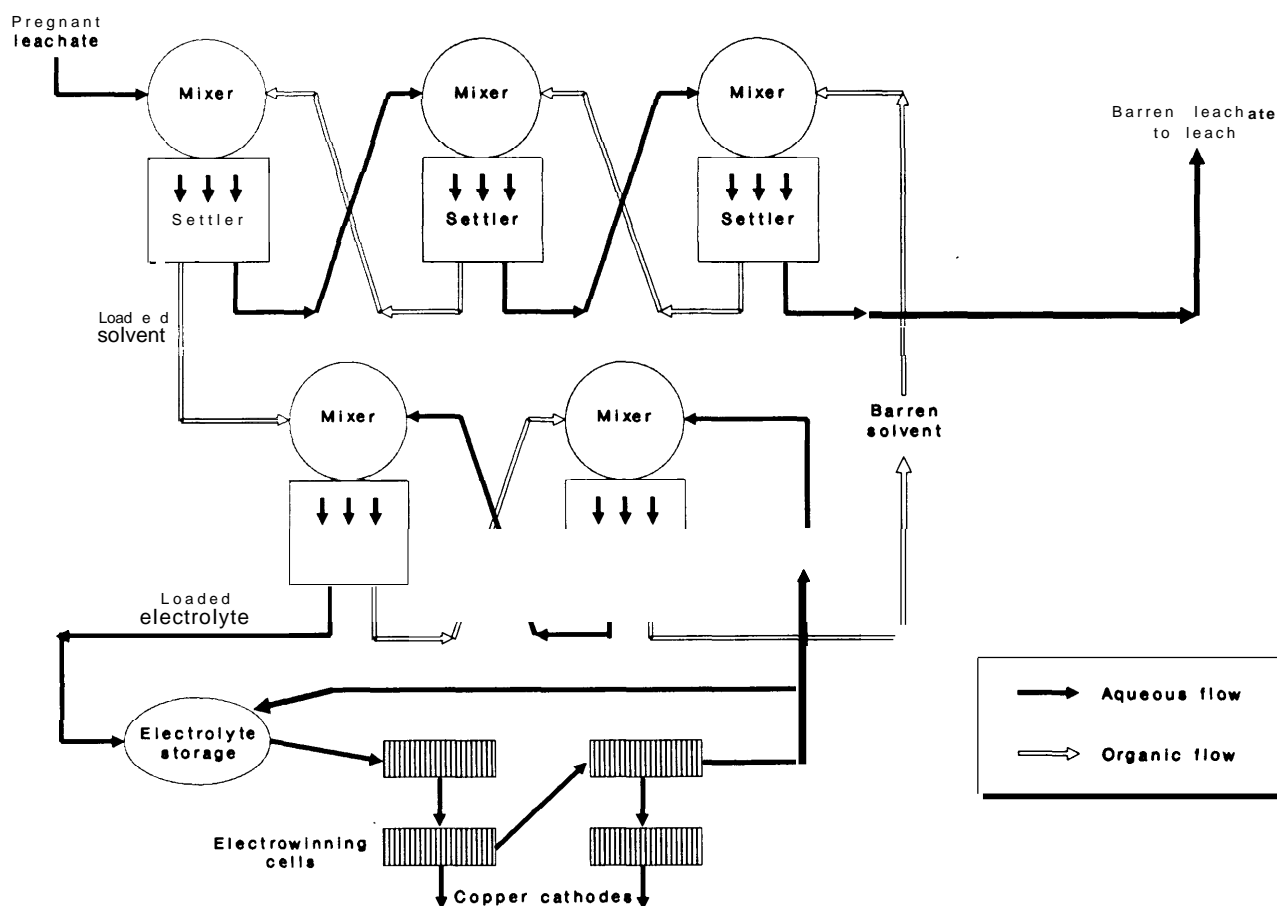 Pregnant
leachate
Mixer
Mixer
Mixer
Barren leachate
to leach
Settler
Settler
Settler
Loaded
solvent
Mixer
Mixer
Barren
solvent
Loaded
electrolyte
Electrolyte
storage
Aqueous flow
Organic flow
Electrowinning
cells
Copper cathodes